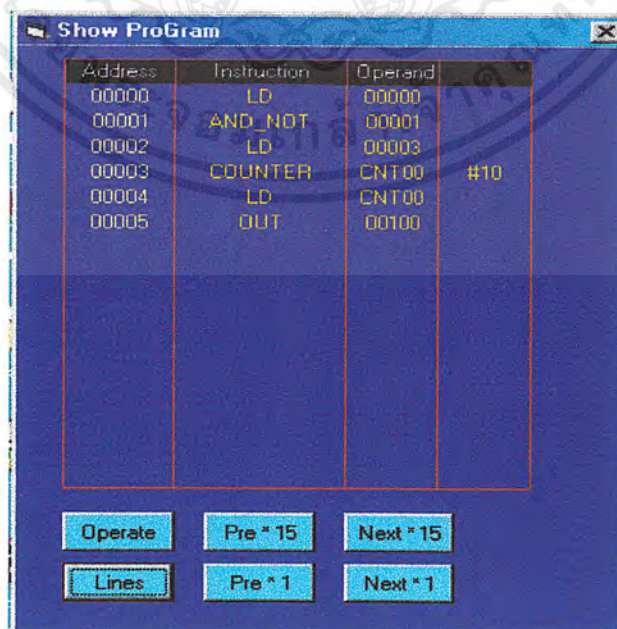 Show ProGram
Address Instruction Operand
00000 LD 00000
00001 AND_NOT 00001
00002 LD 00003
00003 COUNTER CNT00 #10
00004 LD CNT00
00005 OUT 00100
Operate Pre * 15 Next * 15
Lines Pre * 1 Next * 1